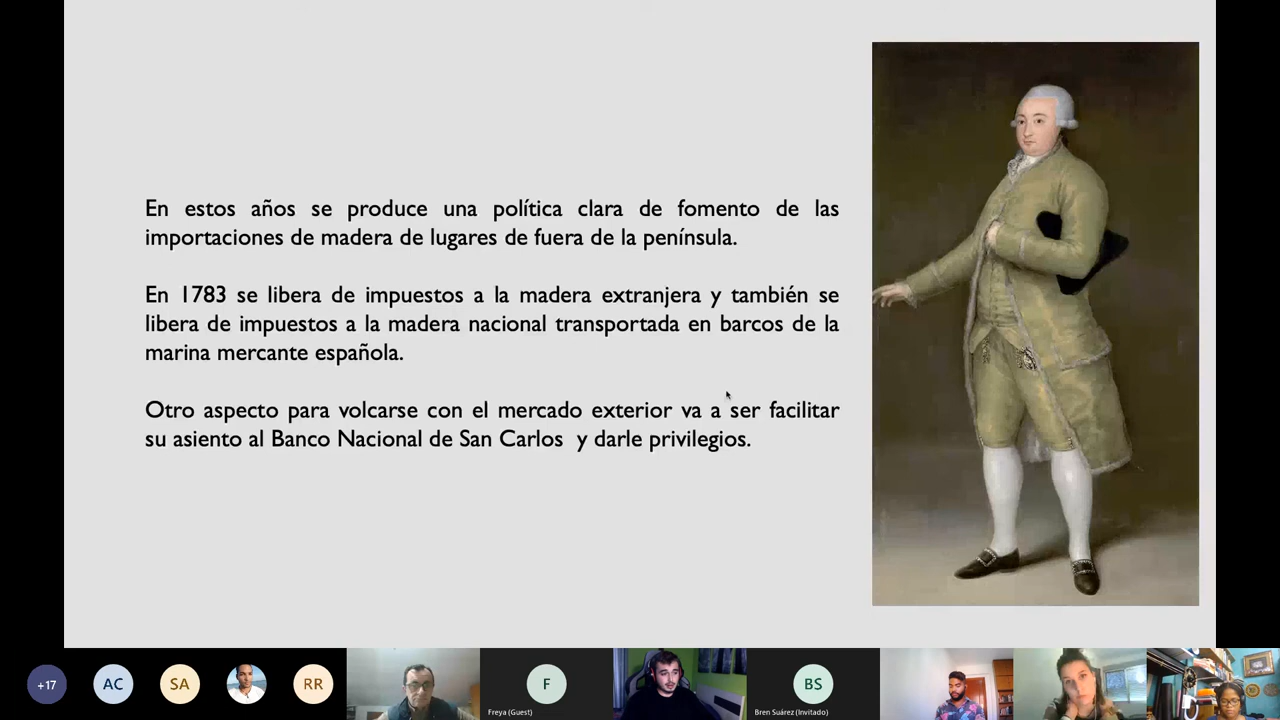 En estos años se produce una política clara de fomento de las
importaciones de madera de lugares de fuera de la península.
En 1783 se libera de impuestos a la madera extranjera y también se
libera de impuestos a la madera nacional transportada en barcos de la
marina mercante española.
Otro aspecto para volcarse con el mercado exterior va a ser facilitar
su asiento al Banco Nacional de San Carlos y darle privilegios.
+17
AC
SA
RR
F
Freya (Guest)
BS
Bren Suárez (Invitado)